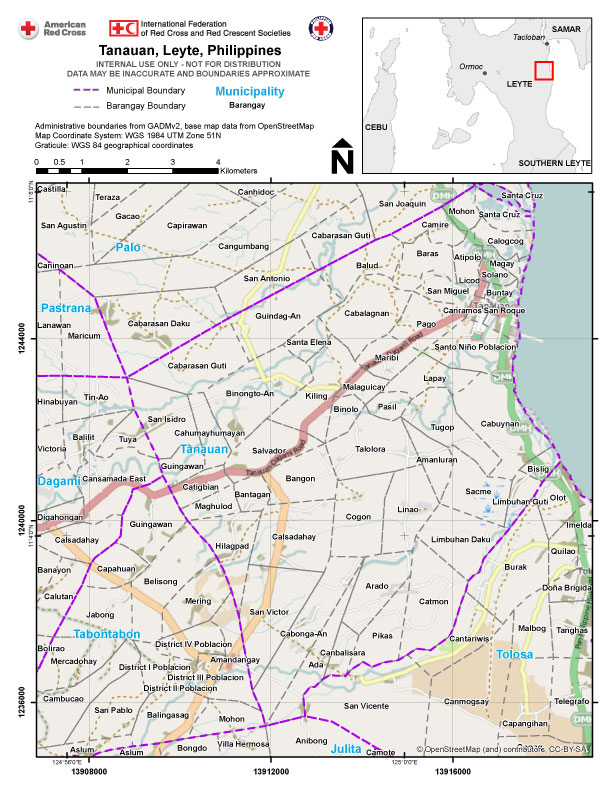 American
Red Cross
International Federation
of Red Cross and Red Crescent Societies
Tanauan, Leyte, Philippines
INTERNAL USE ONLY - NOT FOR DISTRIBUTION
DATA MAY BE INACCURATE AND BOUNDARIES APPROXIMATE
Municipal Boundary
Municipality
Barangay Boundary
Barangay
Administrative boundaries from GADMv2, base map data from OpenStreetMap
Map Coordinate System: WGS 1984 UTM Zone 51N
Graticule: WGS 84 geographical coordinates
0 0.5 1 2 3 4
Kilometers
N
SAMAR
Tacloban
Ormoc
LEYTE
CEBU
SOUTHERN LEYTE
11°8'0"N
Castilla
Teraza
Canhidoc
San Joaquin
Santa Cruz
Gacao
Mohon
Santa Cruz
San Agustin
Capirawan
Camire
Cabarasan Guti
Calogcog
Palo
Cangumbang
Baras
Atipolo
Magay
Caninoan
Balud
Solano
San Antonio
Licod
San Miguel
Buntay
Pastrana
Canramos
San Roque
Guindag-An
Cabalagnan
Lanawan
Cabarasan Daku
Pago
Maricum
Santa Elena
Santo Niño Poblacion
1244000
Tanauan Dagami Road
Maribi
Cabarasan Guti
Lapay
Malaguicay
Tin-Ao
Binongto-An
Kiling
Hinabuyan
Binolo
Pasil
San Isidro
Cabuynan
Cahumayhumayan
Tugop
Balilit
Tuya
Victoria
Tanauan
Salvador
Talolora
Amanluran
Guingawan
Tanauan Dagami Road
Bislig
Dagami
Cansamada East
Bangon
Catigbian
Sacme
Bantagan
Limbuhan Guti
Olot
Maghulod
Linao
Digahongan
Cogon
Imelda
Guingawan
1240000
11°4'0"N
Calsadahay
Calsadahay
Limbuhan Daku
Hilagpad
Quilao
Banayon
Capahuan
Burak
Belisong
Arado
Doña Brigida
Calutan
Mering
Catmon
Jabong
San Victor
Malbog
Tanghas
Tabontabon
Cabonga-An
Pikas
Cantariwis
District IV Poblacion
Bolirao
Canbalisara
Tolosa
Mercadohay
Amandangay
Ada
District I Poblacion
District III Poblacion
District II Poblacion
Cambucao
Canmogsay
Telegrafo
San Vicente
San Pablo
Balingasag
Mohon
Capangihan
1236000
Anibong
Villa Hermosa
Aslum
Aslum
Bongdo
Julita
Camote
© OpenStreetMap (and) contributors, CC-BY-SA
124°56'0"E
125°0'0"E
13908000
13912000
13916000